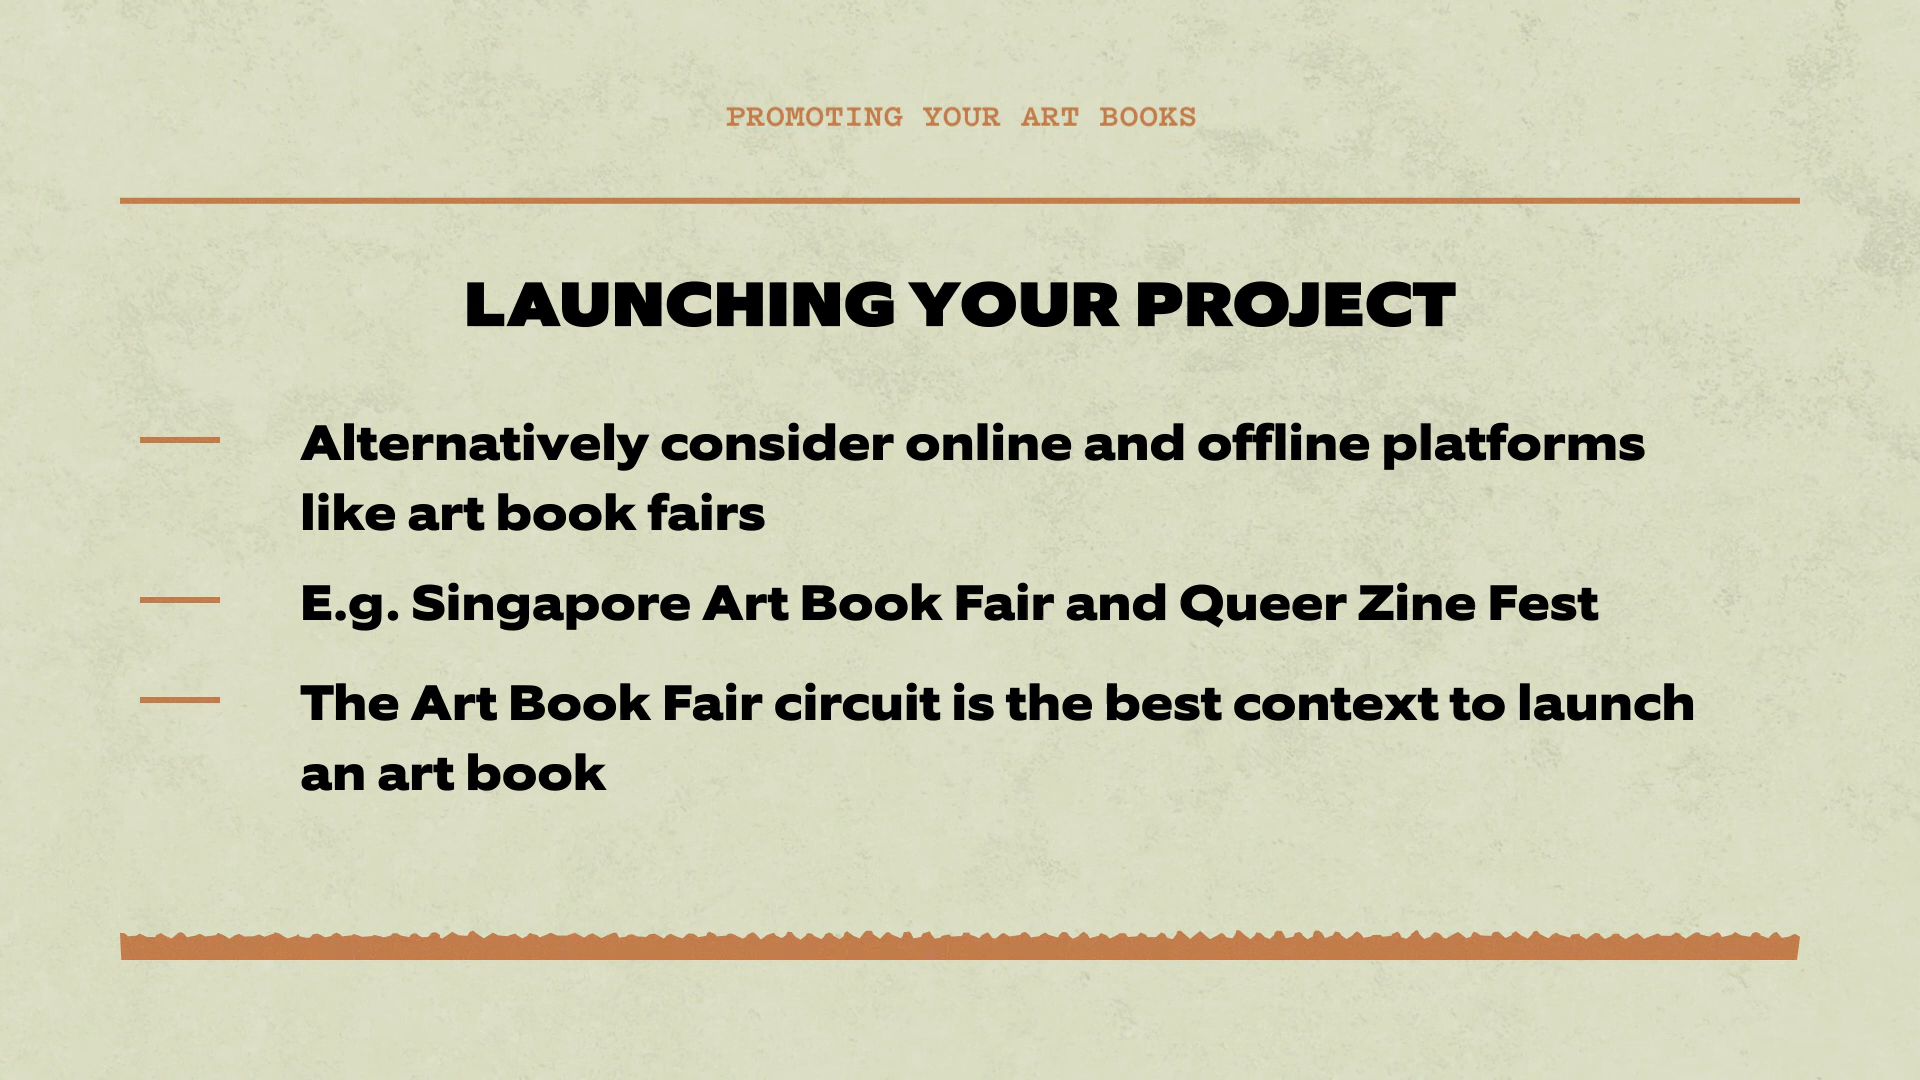 PROMOTING YOUR ART BOOKS
LAUNCHING YOUR PROJECT
Alternatively consider online and offline platforms
like art book fairs
E.g. Singapore Art Book Fair and Queer Zine Fest
The Art Book Fair circuit is the best context to launch
an art book